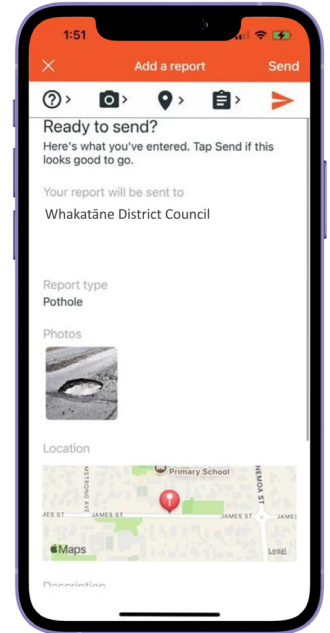 1:51
Add a report
Send
Ready to send?
Here's what you've entered. Tap Send if this
looks good to go.
Your report will be sent to
Whakatāne District Council
Report type
Pothole
Photos
Location
Primary School
JAMES ST
JAMES ST
Maps
Legal
Description